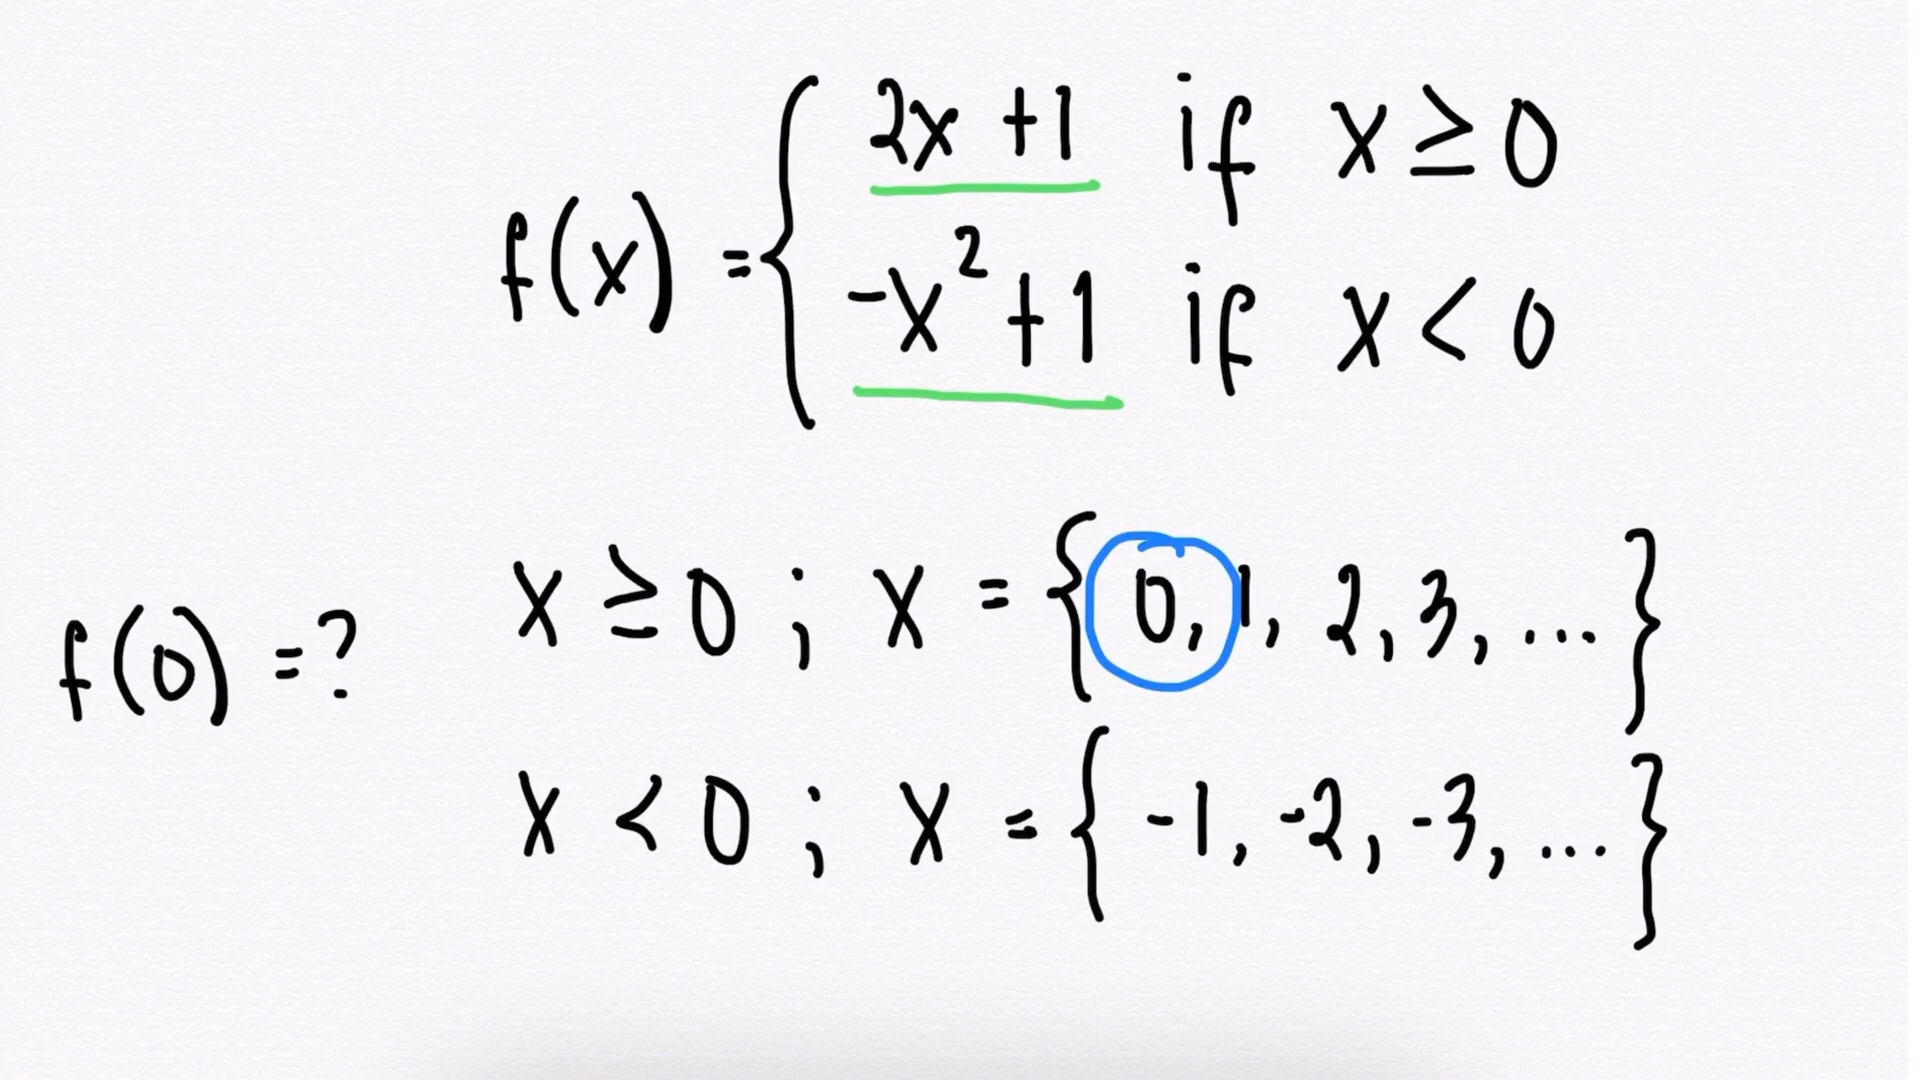 f(x) = { 2x + 1 if x ≥ 0
-x² + 1 if x < 0
x ≥ 0 ; x = { 0, 1, 2, 3, ... }
f(0) = ?
x < 0 ; x = { -1, -2, -3, ... }